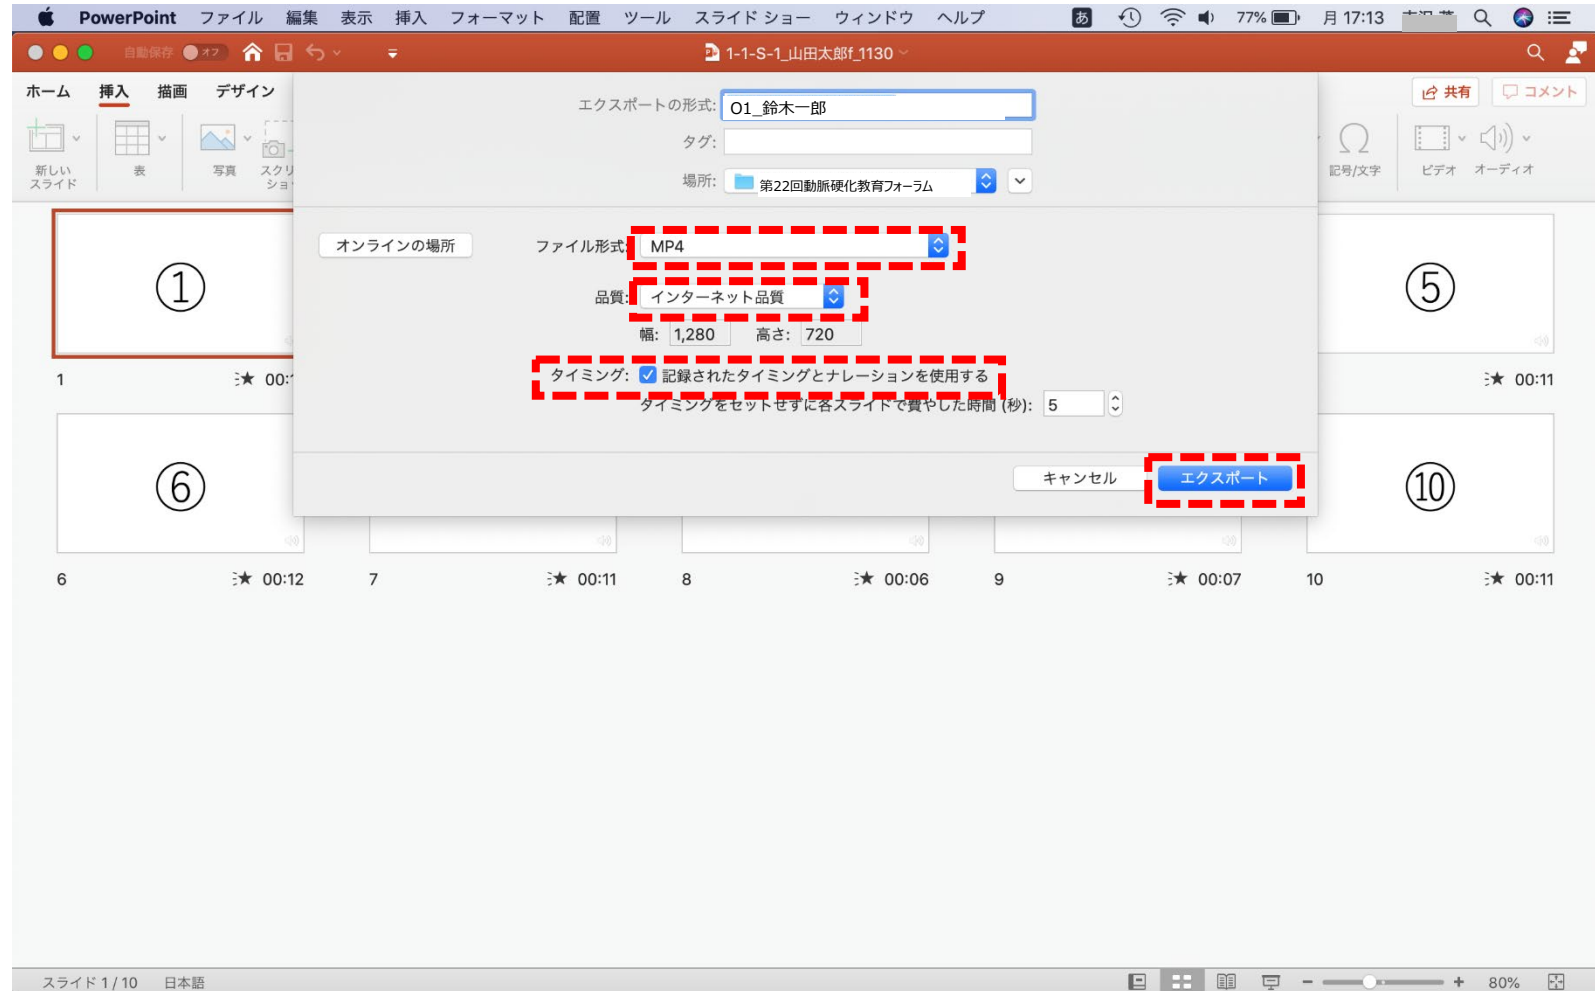 PowerPoint ファイル 編集 表示 挿入 フォーマット 配置 ツール スライド ショー ウィンドウ ヘルプ あ 77% 月 17:13
自動保存 オフ 1-1-S-1_山田太郎f_1130
ホーム 挿入 描画 デザイン 共有 コメント
エクスポートの形式: O1_鈴木一郎
タグ:
場所: 第22回動脈硬化教育フォーラム
新しい
スライド
表
写真
スクリ
ショ
記号/文字
ビデオ
オーディオ
オンラインの場所 ファイル形式: MP4
品質: インターネット品質
幅: 1,280 高さ: 720
タイミング: 記録されたタイミングとナレーションを使用する
タイミングをセットせずに各スライドで費やした時間 (秒): 5
キャンセル エクスポート
① ⑤
1 00:1 00:11
⑥ ⑩
6 00:12 7 00:11 8 00:06 9 00:07 10 00:11
スライド 1 / 10 日本語 80%